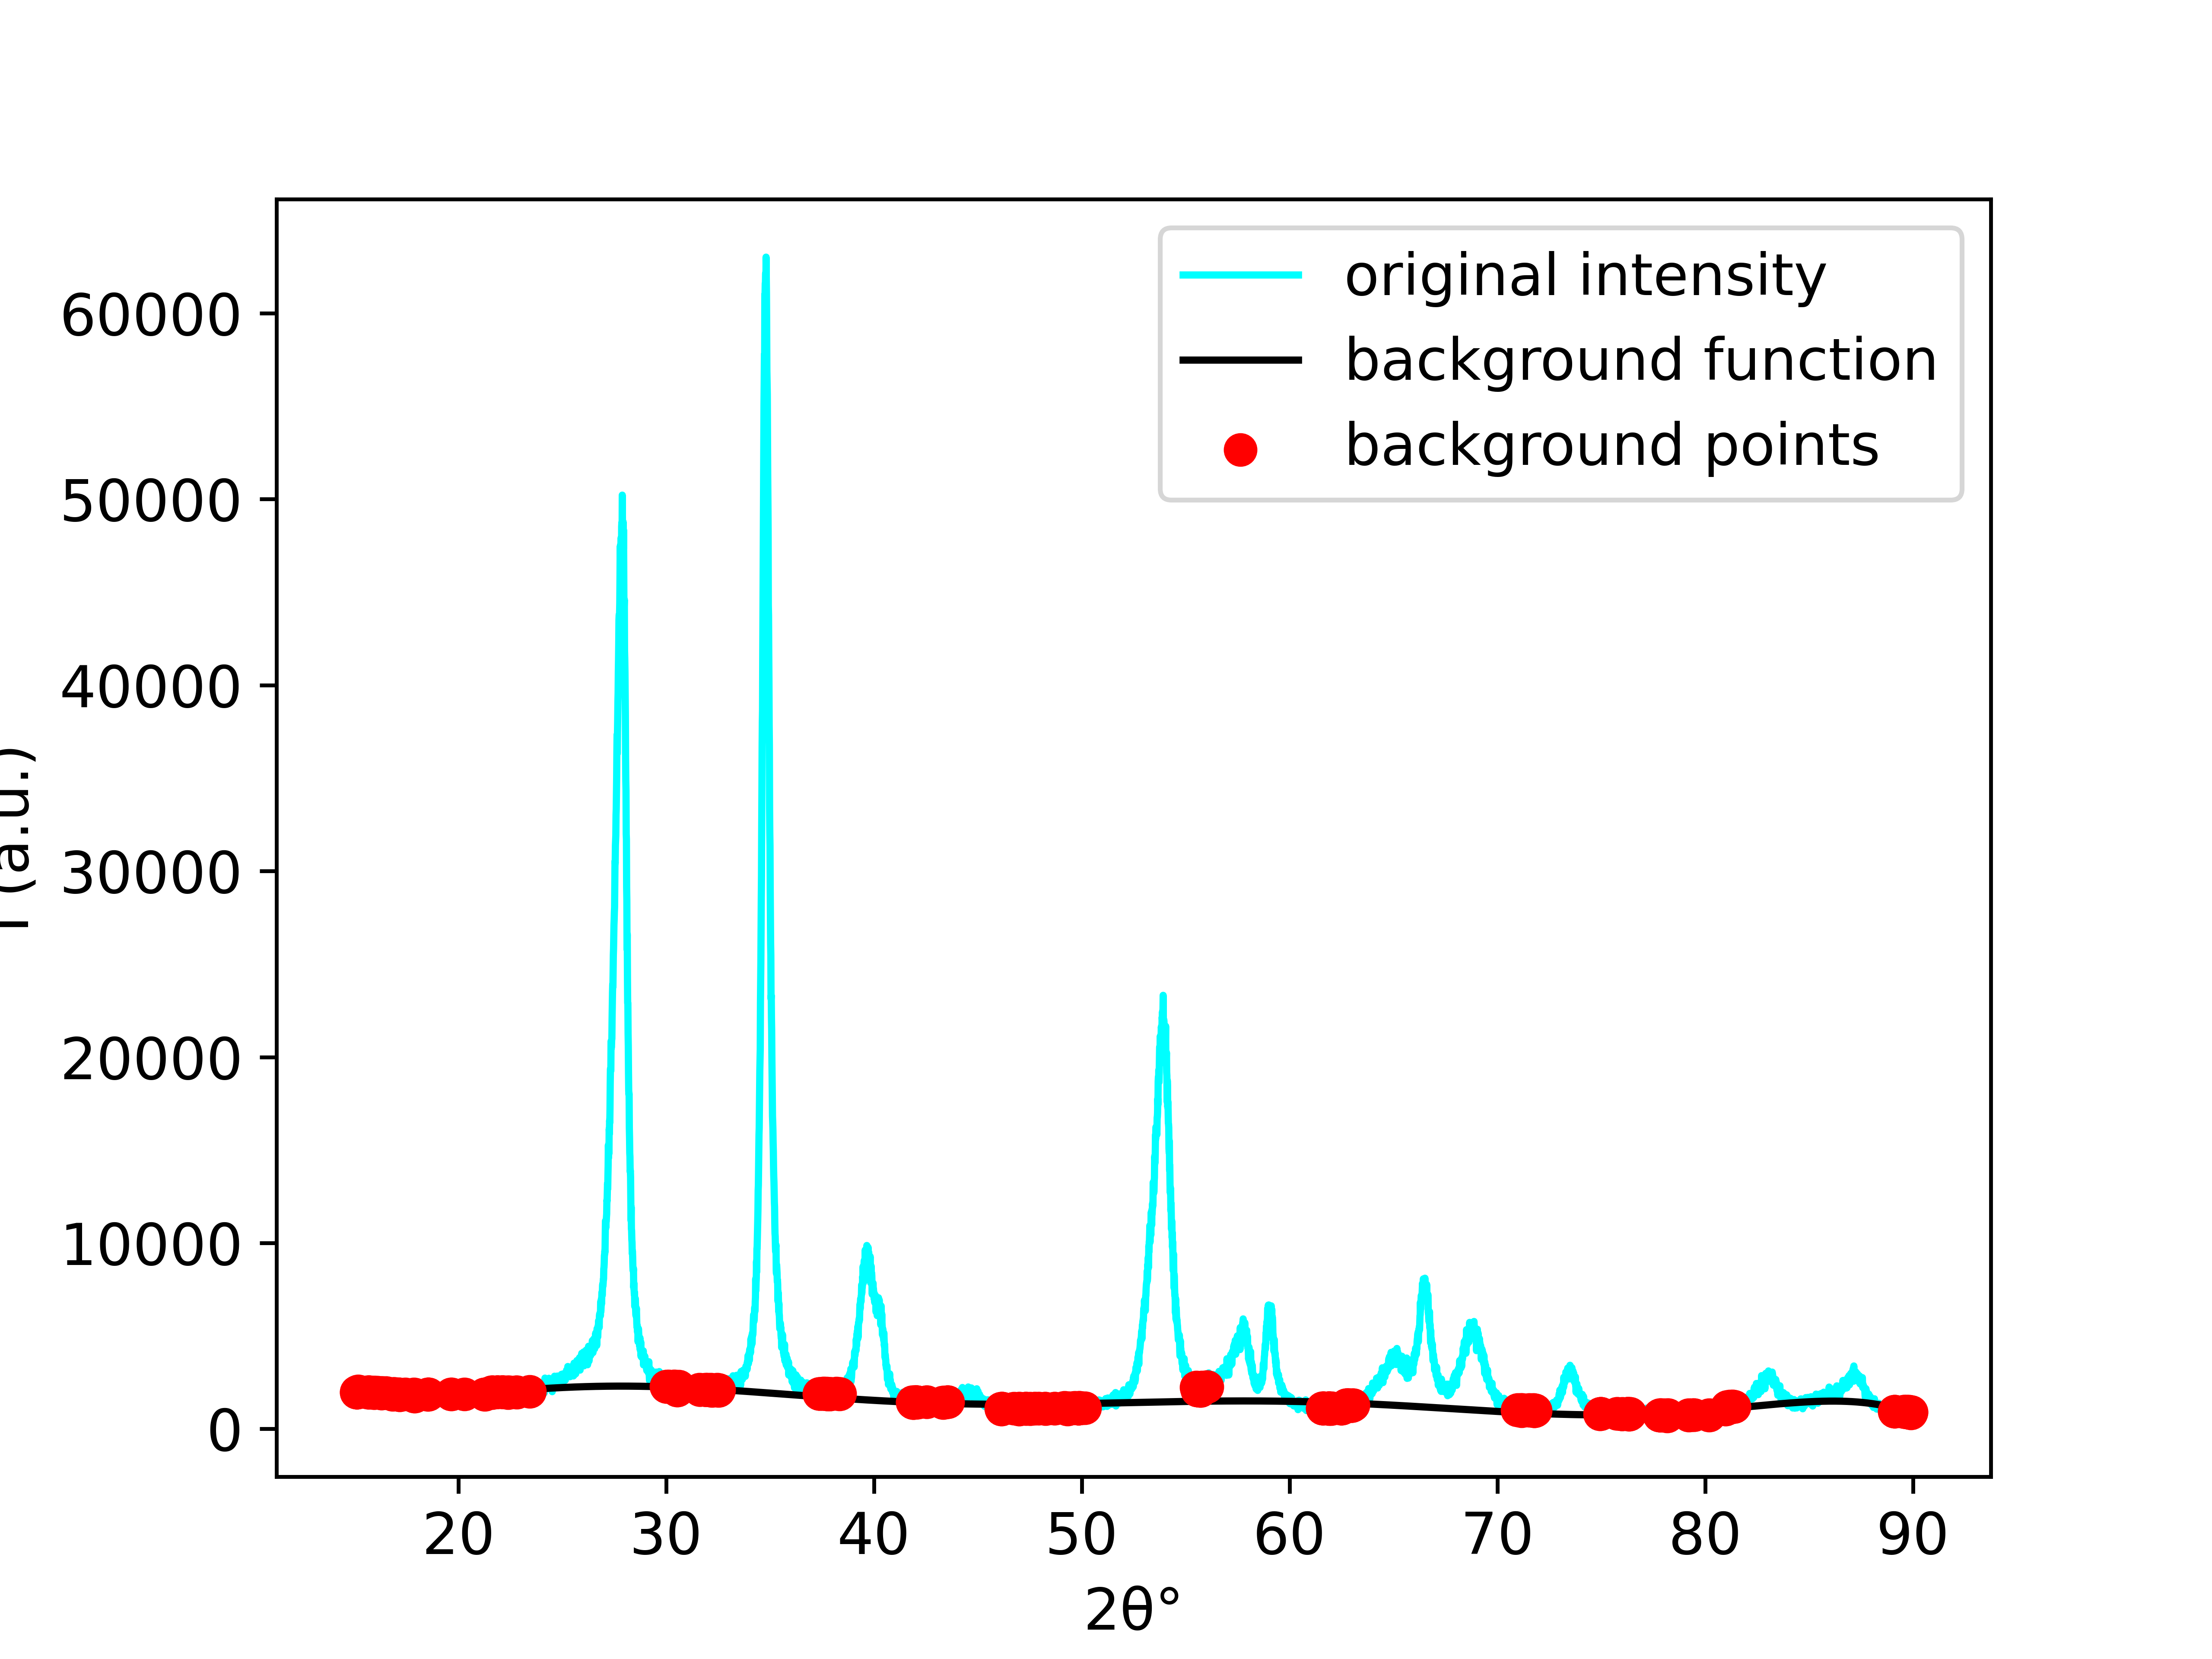 original intensity
background function
background points
60000
50000
40000
30000
20000
10000
0
(a.u.)
20 30 40 50 60 70 80 90
2θ°